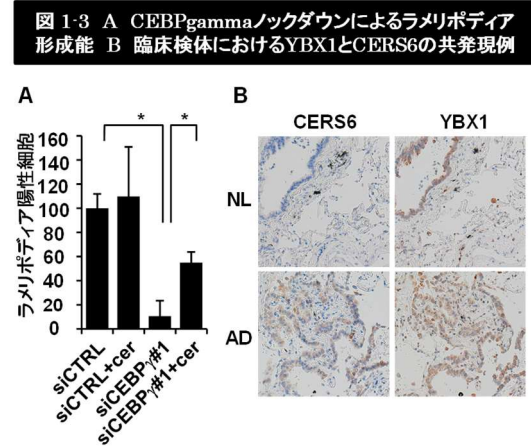 図 1-3 A CEBPgammaノックダウンによるラメリポディア
形成能 B 臨床検体におけるYBX1とCERS6の共発現例
A
ラメリポディア陽性細胞
160
140
120
100
80
60
40
20
0
*
*
siCTRL
siCTRL+cer
siCEBPγ#1
siCEBPγ#1+cer
B
CERS6
YBX1
NL
AD